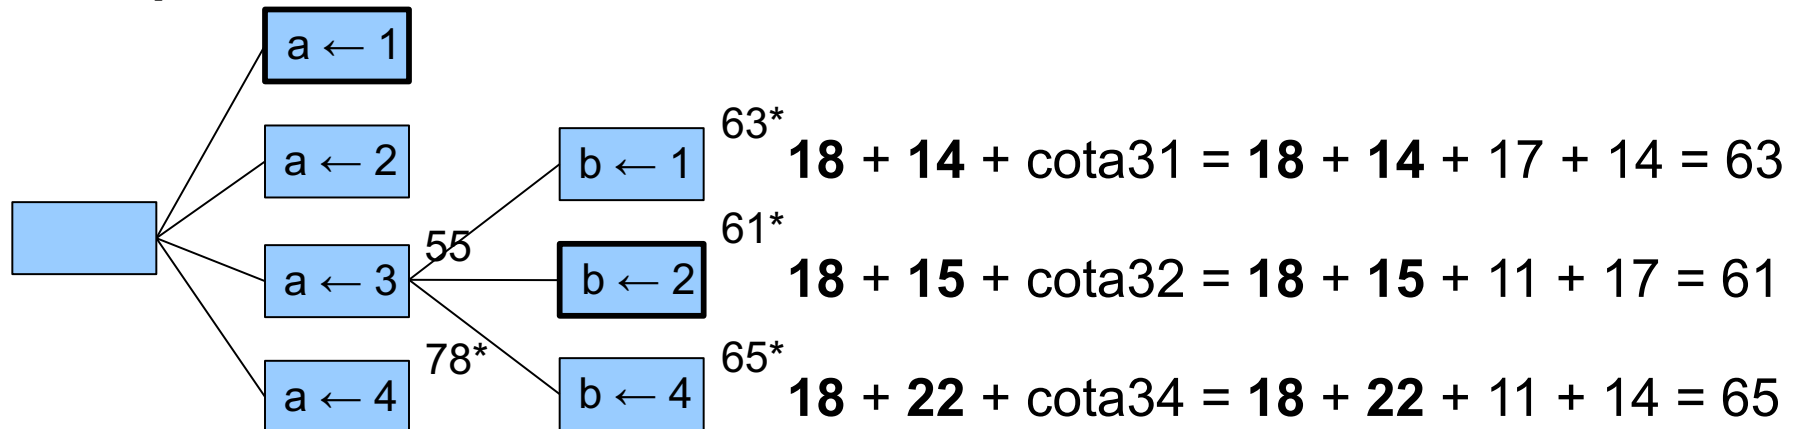 a ← 1
63*
18 + 14 + cota31 = 18 + 14 + 17 + 14 = 63
a ← 2
b ← 1
61*
55
a ← 3
b ← 2
18 + 15 + cota32 = 18 + 15 + 11 + 17 = 61
78*
65*
a ← 4
b ← 4
18 + 22 + cota34 = 18 + 22 + 11 + 14 = 65